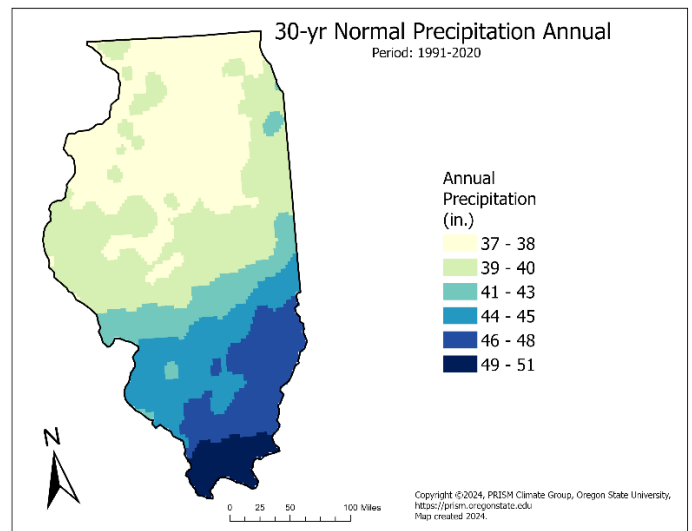 30-yr Normal Precipitation Annual
Period: 1991-2020
Annual
Precipitation
(in.)
37 - 38
39 - 40
41 - 43
44 - 45
46 - 48
49 - 51
N
0 25 50 100 Miles
Copyright ©2024, PRISM Climate Group, Oregon State University,
https://prism.oregonstate.edu
Map created 2024.